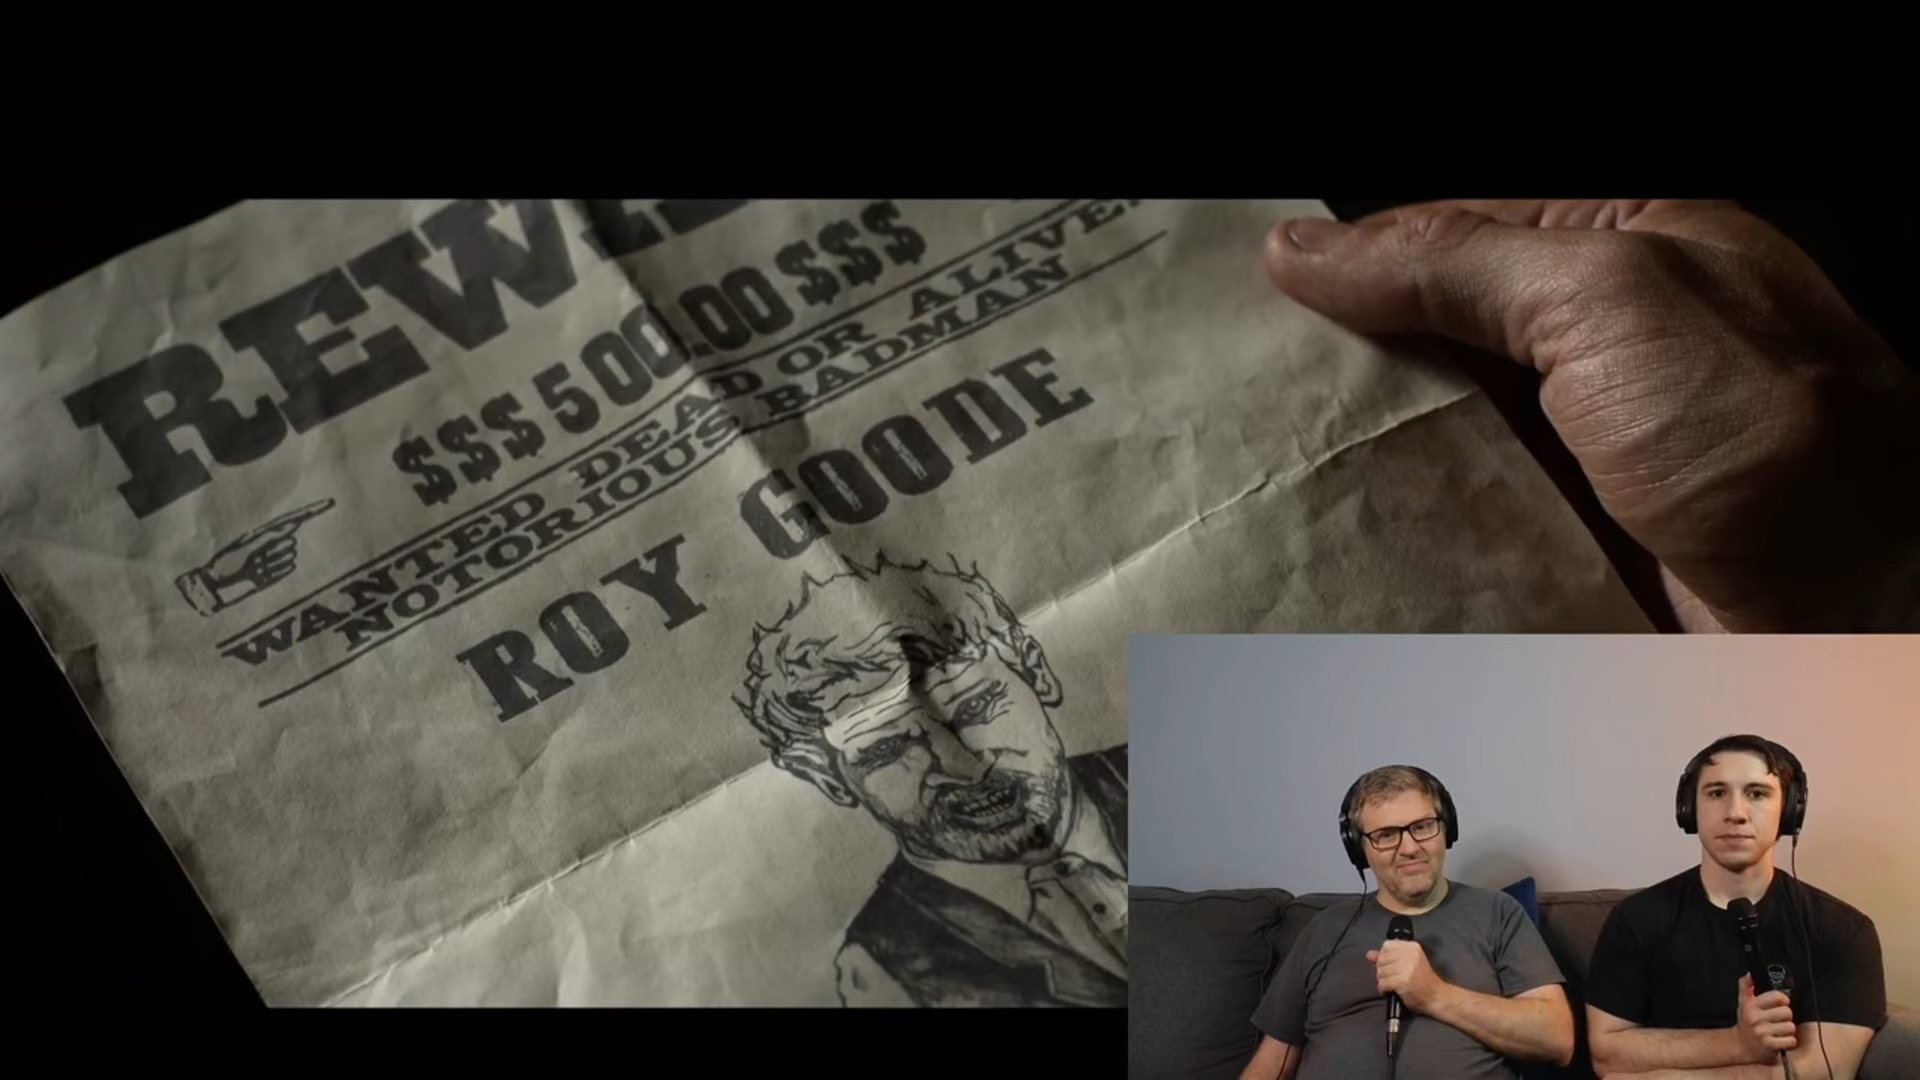 $$$500.00$$$
WANTED DEAD OR ALIVE
NOTORIOUS BADMAN
ROY GOODE